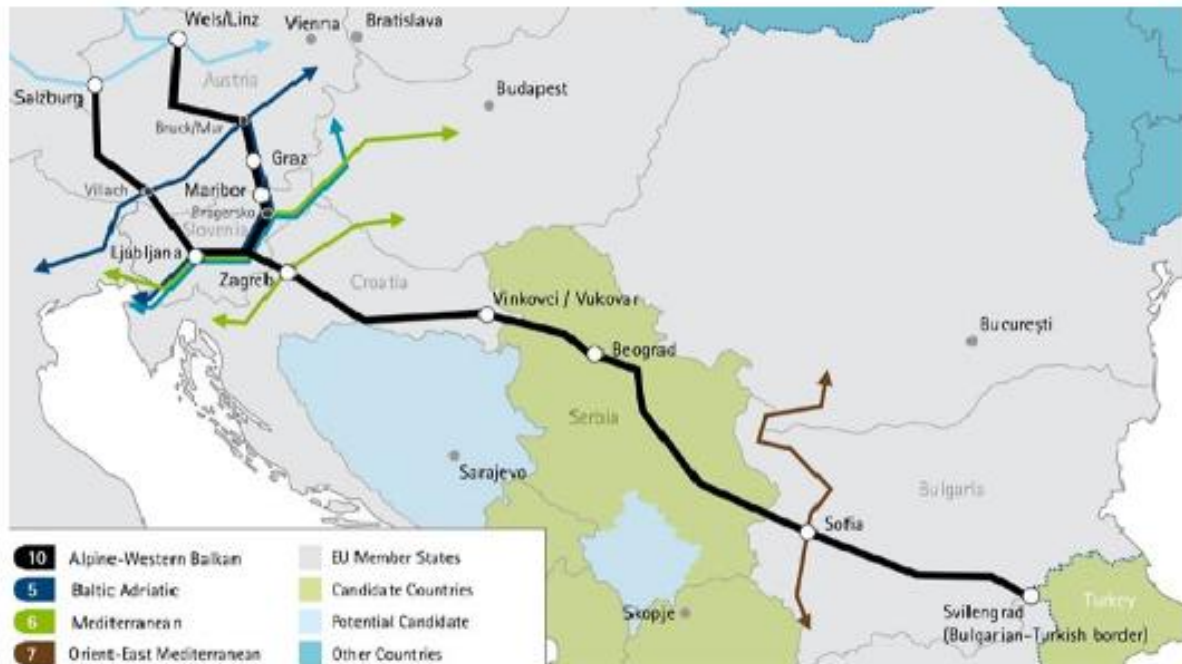 Wels/Linz
Vienna
Bratislava
Austria
Salzburg
Budapest
Bruck/Mur
Graz
Villach
Maribor
Pragersko
Slovenia
Ljubljana
Zagreb
Croatia
Vinkovci / Vukovar
Bucureşti
Beograd
Serbia
Sarajevo
Bulgaria
Sofia
Skopje
Turkey
Svilengrad
(Bulgarian-Turkish border)
10 Alpine-Western Balkan
5 Baltic Adriatic
6 Mediterranean
7 Orient-East Mediterranean
EU Member States
Candidate Countries
Potential Candidate
Other Countries